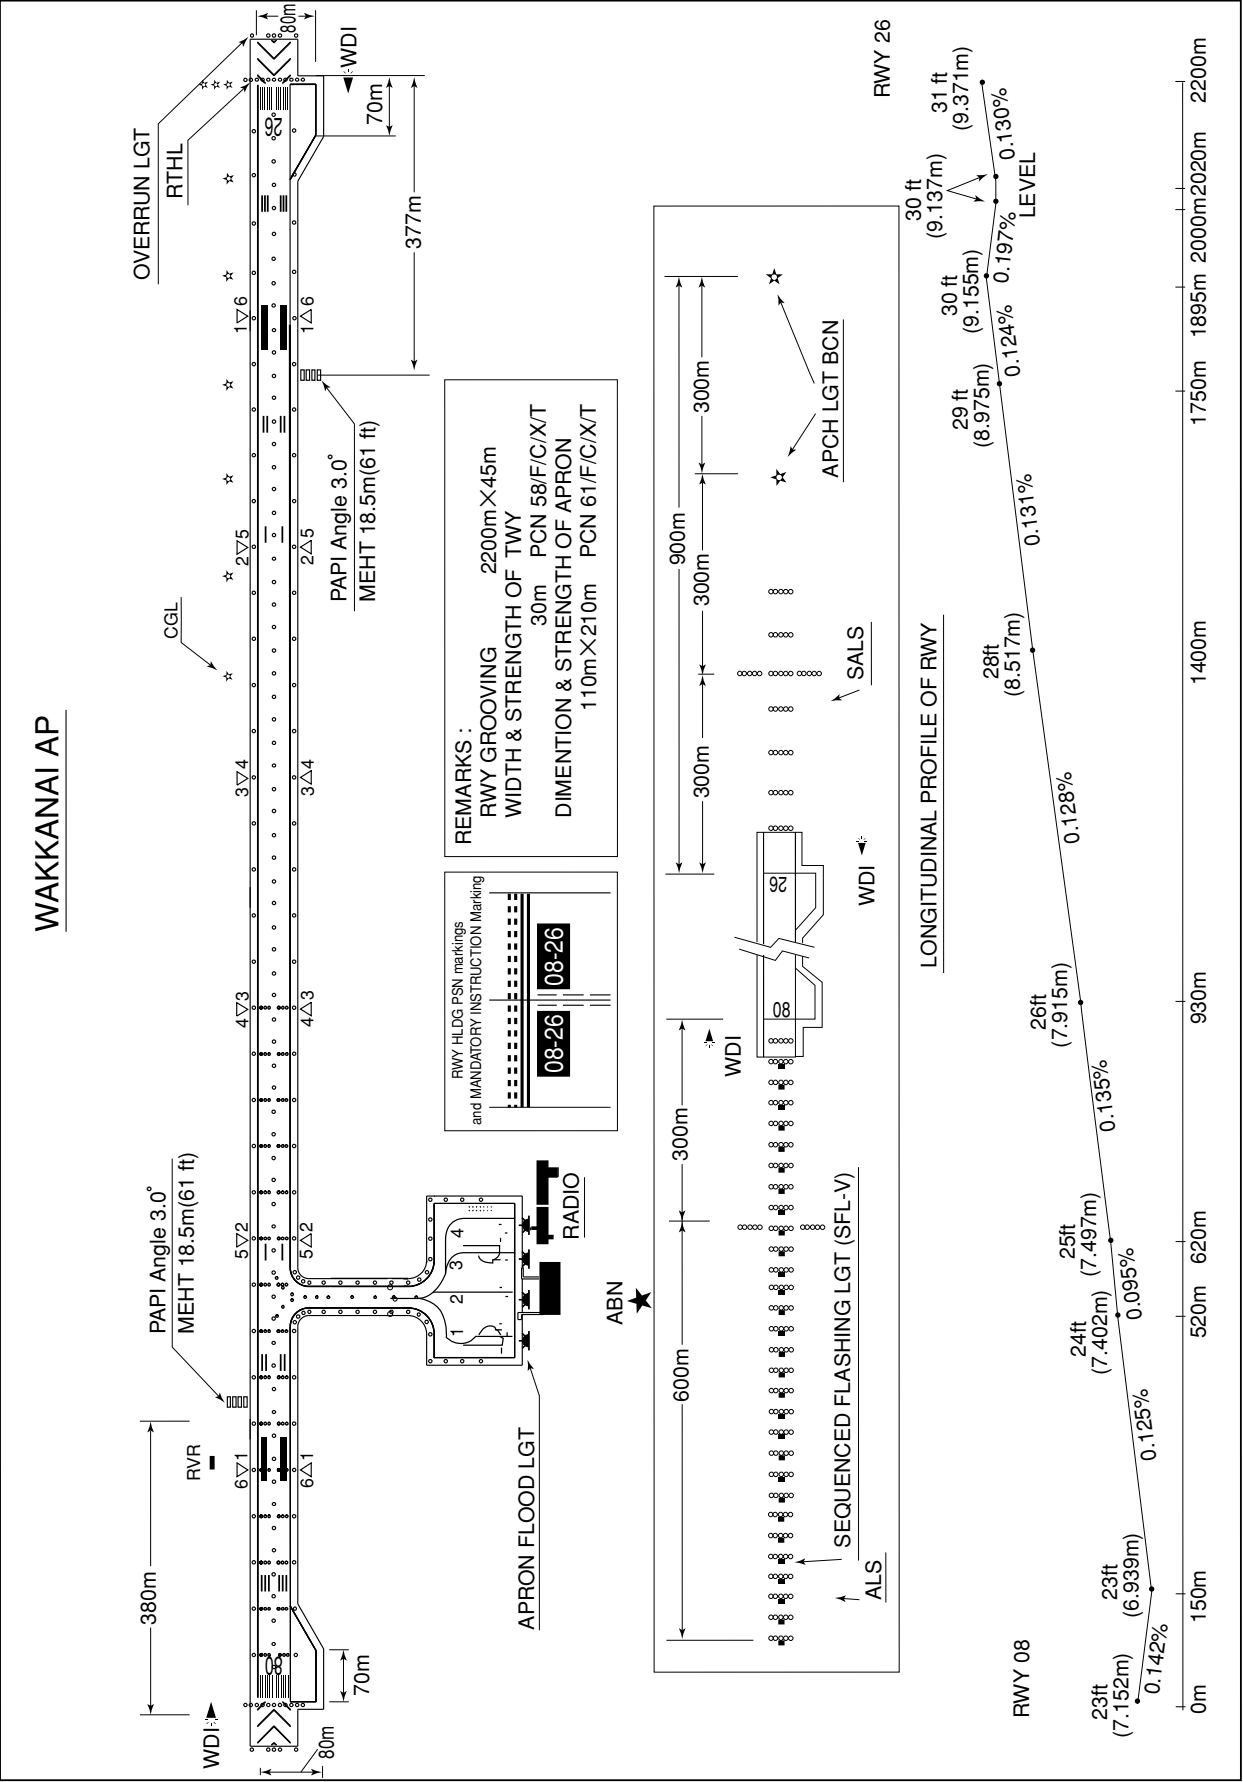 WAKKANAI AP
OVERRUN LGT
RTHL
WDI
80m
70m
377m
26
1 6
1 6
CGL
2 5
2 5
PAPI Angle 3.0°
MEHT 18.5m(61 ft)
3 4
3 4
4 3
4 3
PAPI Angle 3.0°
MEHT 18.5m(61 ft)
5 2
5 2
RVR
6 1
6 1
380m
08
WDI
80m
70m
1 2 3 4
RADIO
APRON FLOOD LGT
ABN
RWY HLDG PSN markings
and MANDATORY INSTRUCTION Marking
08-26 08-26
REMARKS :
RWY GROOVING 2200m×45m
WIDTH & STRENGTH OF TWY
30m PCN 58/F/C/X/T
DIMENTION & STRENGTH OF APRON
110m×210m PCN 61/F/C/X/T
600m
300m
900m
300m
300m
300m
WDI
08
26
WDI
SALS
APCH LGT BCN
SEQUENCED FLASHING LGT (SFL-V)
ALS
LONGITUDINAL PROFILE OF RWY
RWY 08
RWY 26
23ft
(7.152m)
0.142%
23ft
(6.939m)
0.125%
24ft
(7.402m)
0.095%
25ft
(7.497m)
0.135%
26ft
(7.915m)
0.128%
28ft
(8.517m)
0.131%
29 ft
(8.975m)
0.124%
30 ft
(9.155m)
0.197%
30 ft
(9.137m)
LEVEL
0.130%
31 ft
(9.371m)
0m 150m 520m 620m 930m 1400m 1750m 1895m 2000m 2020m 2200m